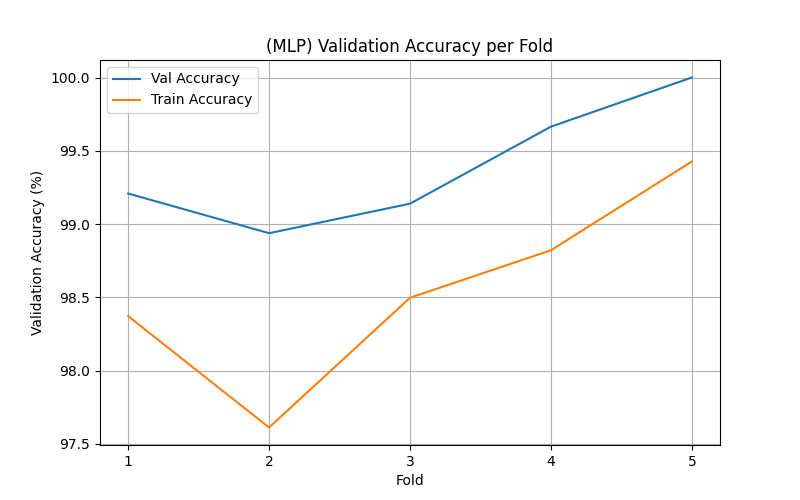 (MLP) Validation Accuracy per Fold
Val Accuracy
Train Accuracy
100.0
99.5
99.0
98.5
98.0
97.5
Validation Accuracy (%)
1 2 3 4 5
Fold